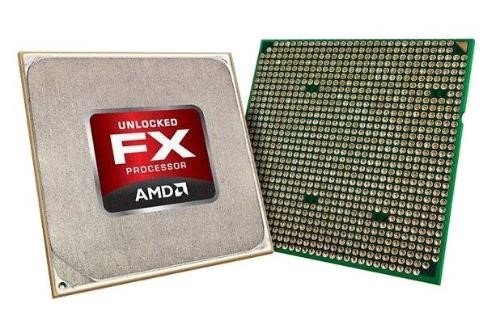 UNLOCKED
FX
PROCESSOR
AMD